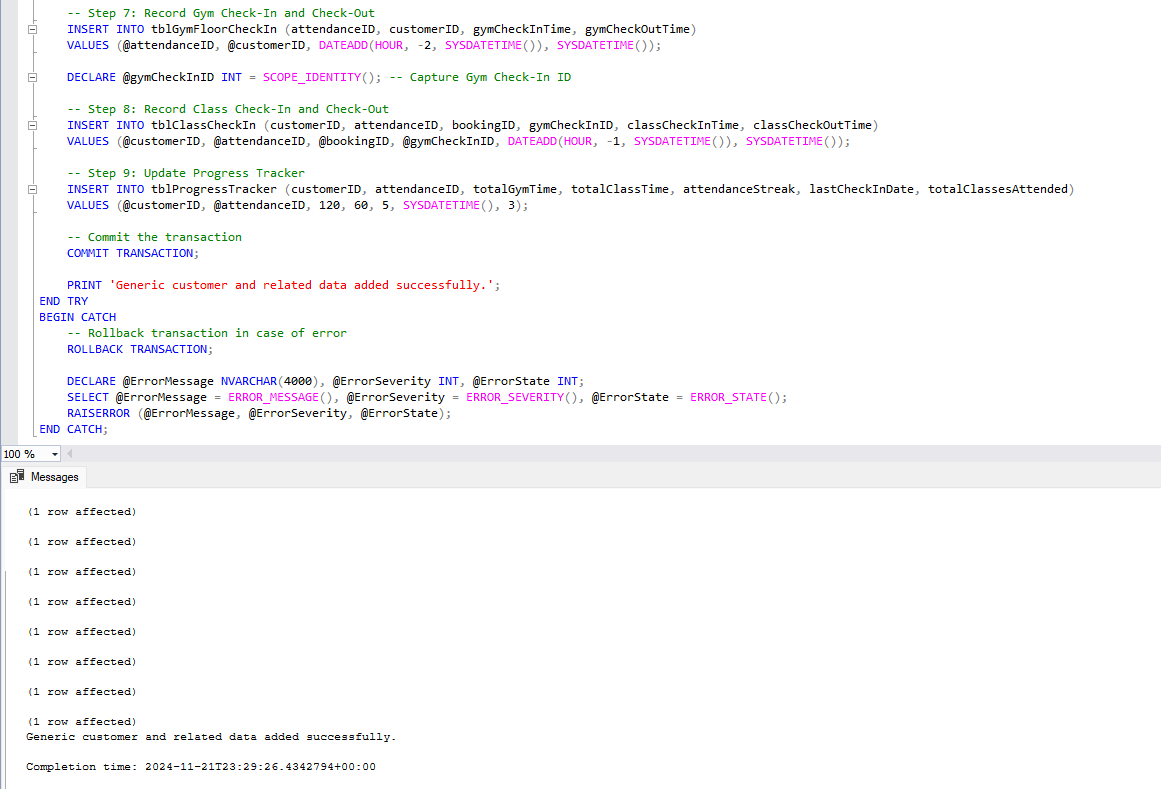 -- Step 7: Record Gym Check-In and Check-Out
INSERT INTO tblGymFloorCheckIn (attendanceID, customerID, gymCheckInTime, gymCheckOutTime)
VALUES (@attendanceID, @customerID, DATEADD(HOUR, -2, SYSDATETIME()), SYSDATETIME());
DECLARE @gymCheckInID INT = SCOPE_IDENTITY(); -- Capture Gym Check-In ID
-- Step 8: Record Class Check-In and Check-Out
INSERT INTO tblClassCheckIn (customerID, attendanceID, bookingID, gymCheckInID, classCheckInTime, classCheckOutTime)
VALUES (@customerID, @attendanceID, @bookingID, @gymCheckInID, DATEADD(HOUR, -1, SYSDATETIME()), SYSDATETIME());
-- Step 9: Update Progress Tracker
INSERT INTO tblProgressTracker (customerID, attendanceID, totalGymTime, totalClassTime, attendanceStreak, lastCheckInDate, totalClassesAttended)
VALUES (@customerID, @attendanceID, 120, 60, 5, SYSDATETIME(), 3);
-- Commit the transaction
COMMIT TRANSACTION;
PRINT 'Generic customer and related data added successfully.';
END TRY
BEGIN CATCH
-- Rollback transaction in case of error
ROLLBACK TRANSACTION;
DECLARE @ErrorMessage NVARCHAR(4000), @ErrorSeverity INT, @ErrorState INT;
SELECT @ErrorMessage = ERROR_MESSAGE(), @ErrorSeverity = ERROR_SEVERITY(), @ErrorState = ERROR_STATE();
RAISERROR (@ErrorMessage, @ErrorSeverity, @ErrorState);
END CATCH;
100 %
Messages
(1 row affected)
(1 row affected)
(1 row affected)
(1 row affected)
(1 row affected)
(1 row affected)
(1 row affected)
(1 row affected)
Generic customer and related data added successfully.
Completion time: 2024-11-21T23:29:26.4342794+00:00